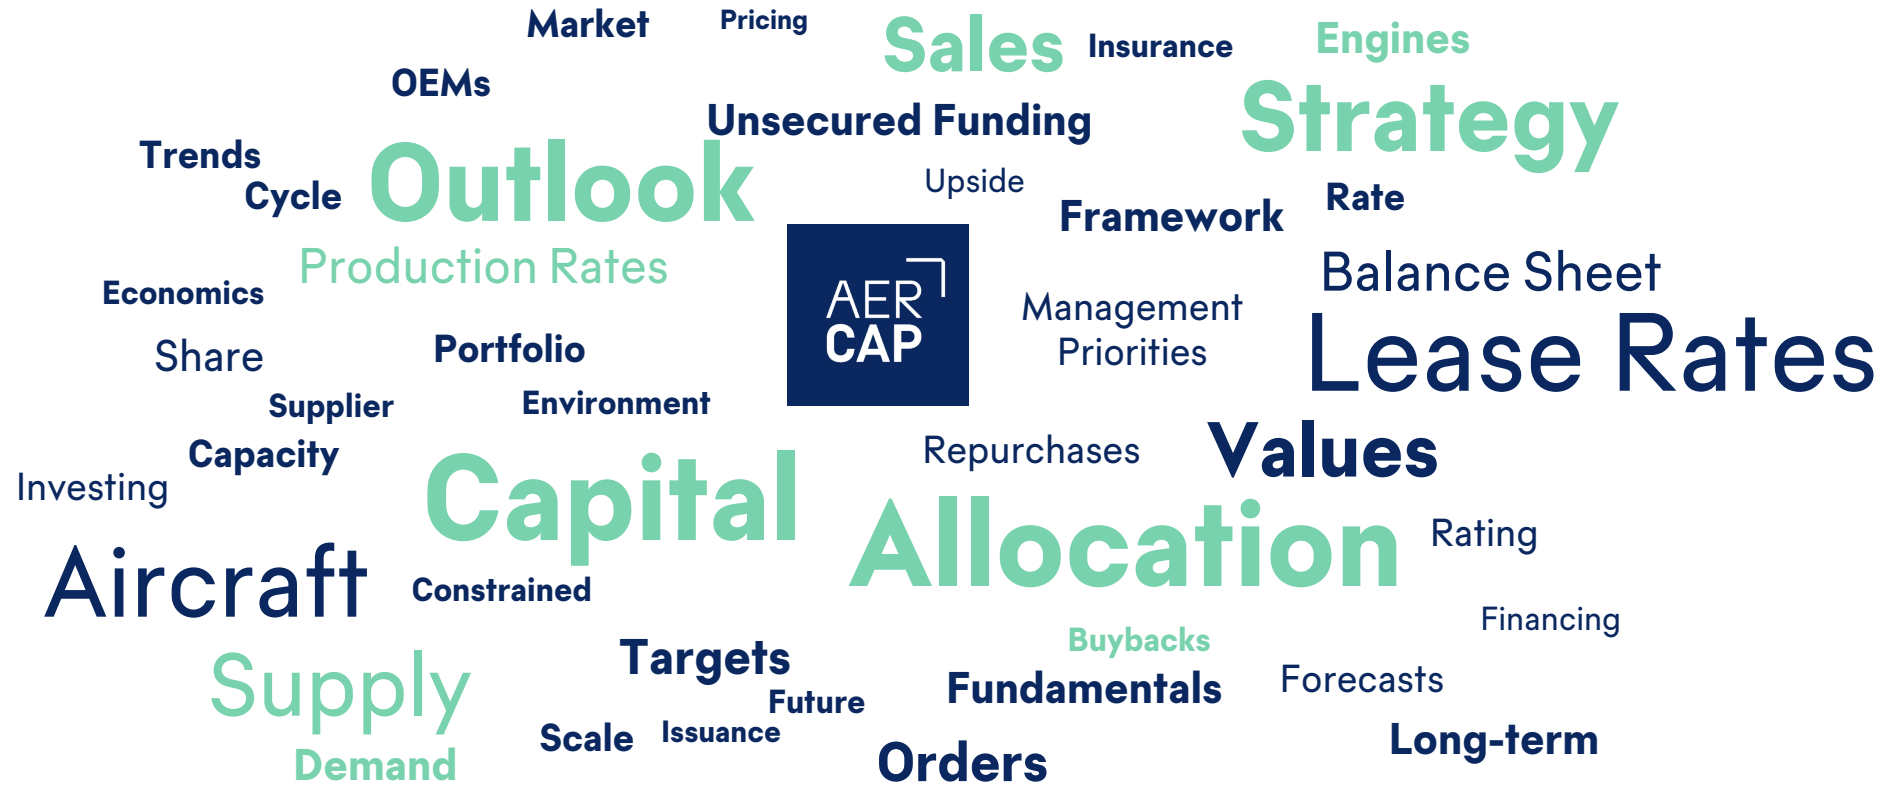 Market
Pricing
Sales
Insurance
Engines
OEMs
Unsecured Funding
Strategy
Trends
Outlook
Upside
Cycle
Framework
Rate
Production Rates
Balance Sheet
Economics
AER
CAP
Management
Priorities
Lease Rates
Share
Portfolio
Supplier
Environment
Capacity
Repurchases
Values
Investing
Capital
Allocation
Rating
Aircraft
Constrained
Financing
Buybacks
Targets
Supply
Fundamentals
Forecasts
Future
Scale
Issuance
Long-term
Demand
Orders